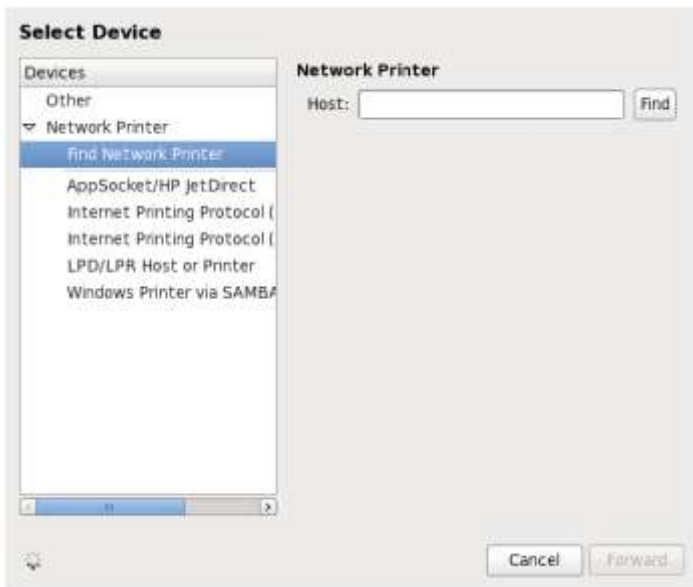 Select Device
Devices
Other
Network Printer
Find Network Printer
AppSocket/HP JetDirect
Internet Printing Protocol (
Internet Printing Protocol (
LPD/LPR Host or Printer
Windows Printer via SAMBA
Network Printer
Host:
Find
Cancel
Forward